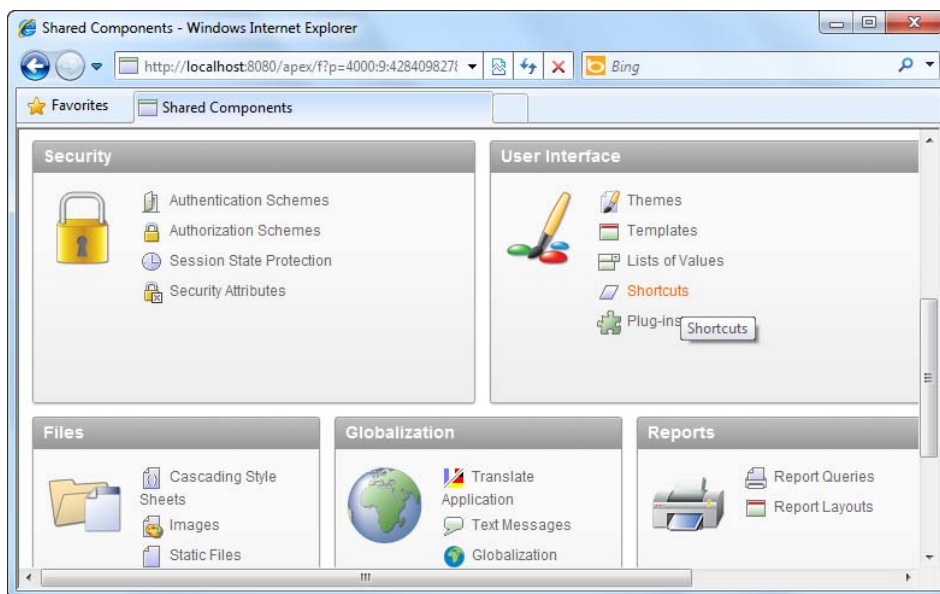 Shared Components - Windows Internet Explorer
http://localhost:8080/apex/f?p=4000:9:4284098278
Bing
Favorites
Shared Components
Security
Authentication Schemes
Authorization Schemes
Session State Protection
Security Attributes
User Interface
Themes
Templates
Lists of Values
Shortcuts
Plug-ins
Shortcuts
Files
Cascading Style
Sheets
Images
Static Files
Globalization
Translate
Application
Text Messages
Globalization
Reports
Report Queries
Report Layouts